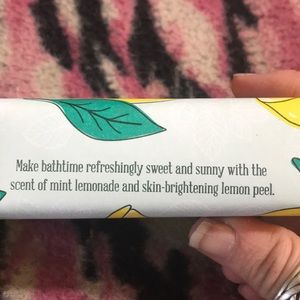 Make bathtime refreshingly sweet and sunny with the
scent of mint lemonade and skin-brightening lemon peel.